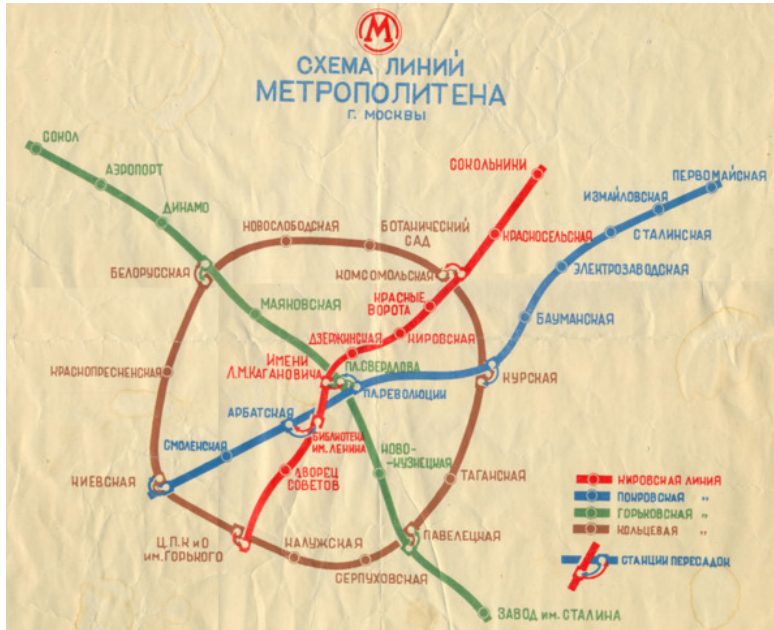 М
СХЕМА ЛИНИЙ
МЕТРОПОЛИТЕНА
Г. МОСКВЫ
СОКОЛ
АЭРОПОРТ
ДИНАМО
БЕЛОРУССКАЯ
НОВОСЛОБОДСКАЯ
БОТАНИЧЕСКИЙ
САД
СОКОЛЬНИКИ
КРАСНОСЕЛЬСКАЯ
КОМСОМОЛЬСКАЯ
ПЕРВОМАЙСКАЯ
ИЗМАЙЛОВСКАЯ
СТАЛИНСКАЯ
ЭЛЕКТРОЗАВОДСКАЯ
БАУМАНСКАЯ
МАЯКОВСКАЯ
КРАСНЫЕ
ВОРОТА
ДЗЕРЖИНСКАЯ
КИРОВСКАЯ
КРАСНОПРЕСНЕНСКАЯ
ИМЕНИ
Л.М.КАГАНОВИЧА
ПЛ.СВЕРДЛОВА
ПЛ.РЕВОЛЮЦИИ
КУРСКАЯ
АРБАТСКАЯ
СМОЛЕНСКАЯ
БИБЛИОТЕКА
ИМ.ЛЕНИНА
НОВО-
-КУЗНЕЦКАЯ
КИЕВСКАЯ
ДВОРЕЦ
СОВЕТОВ
ТАГАНСКАЯ
Ц.П.К и О
ИМ.ГОРЬКОГО
КАЛУЖСКАЯ
СЕРПУХОВСКАЯ
ПАВЕЛЕЦКАЯ
ЗАВОД ИМ. СТАЛИНА
КИРОВСКАЯ ЛИНИЯ
ПОКРОВСКАЯ „
ГОРЬКОВСКАЯ „
КОЛЬЦЕВАЯ „
СТАНЦИИ ПЕРЕСАДОК